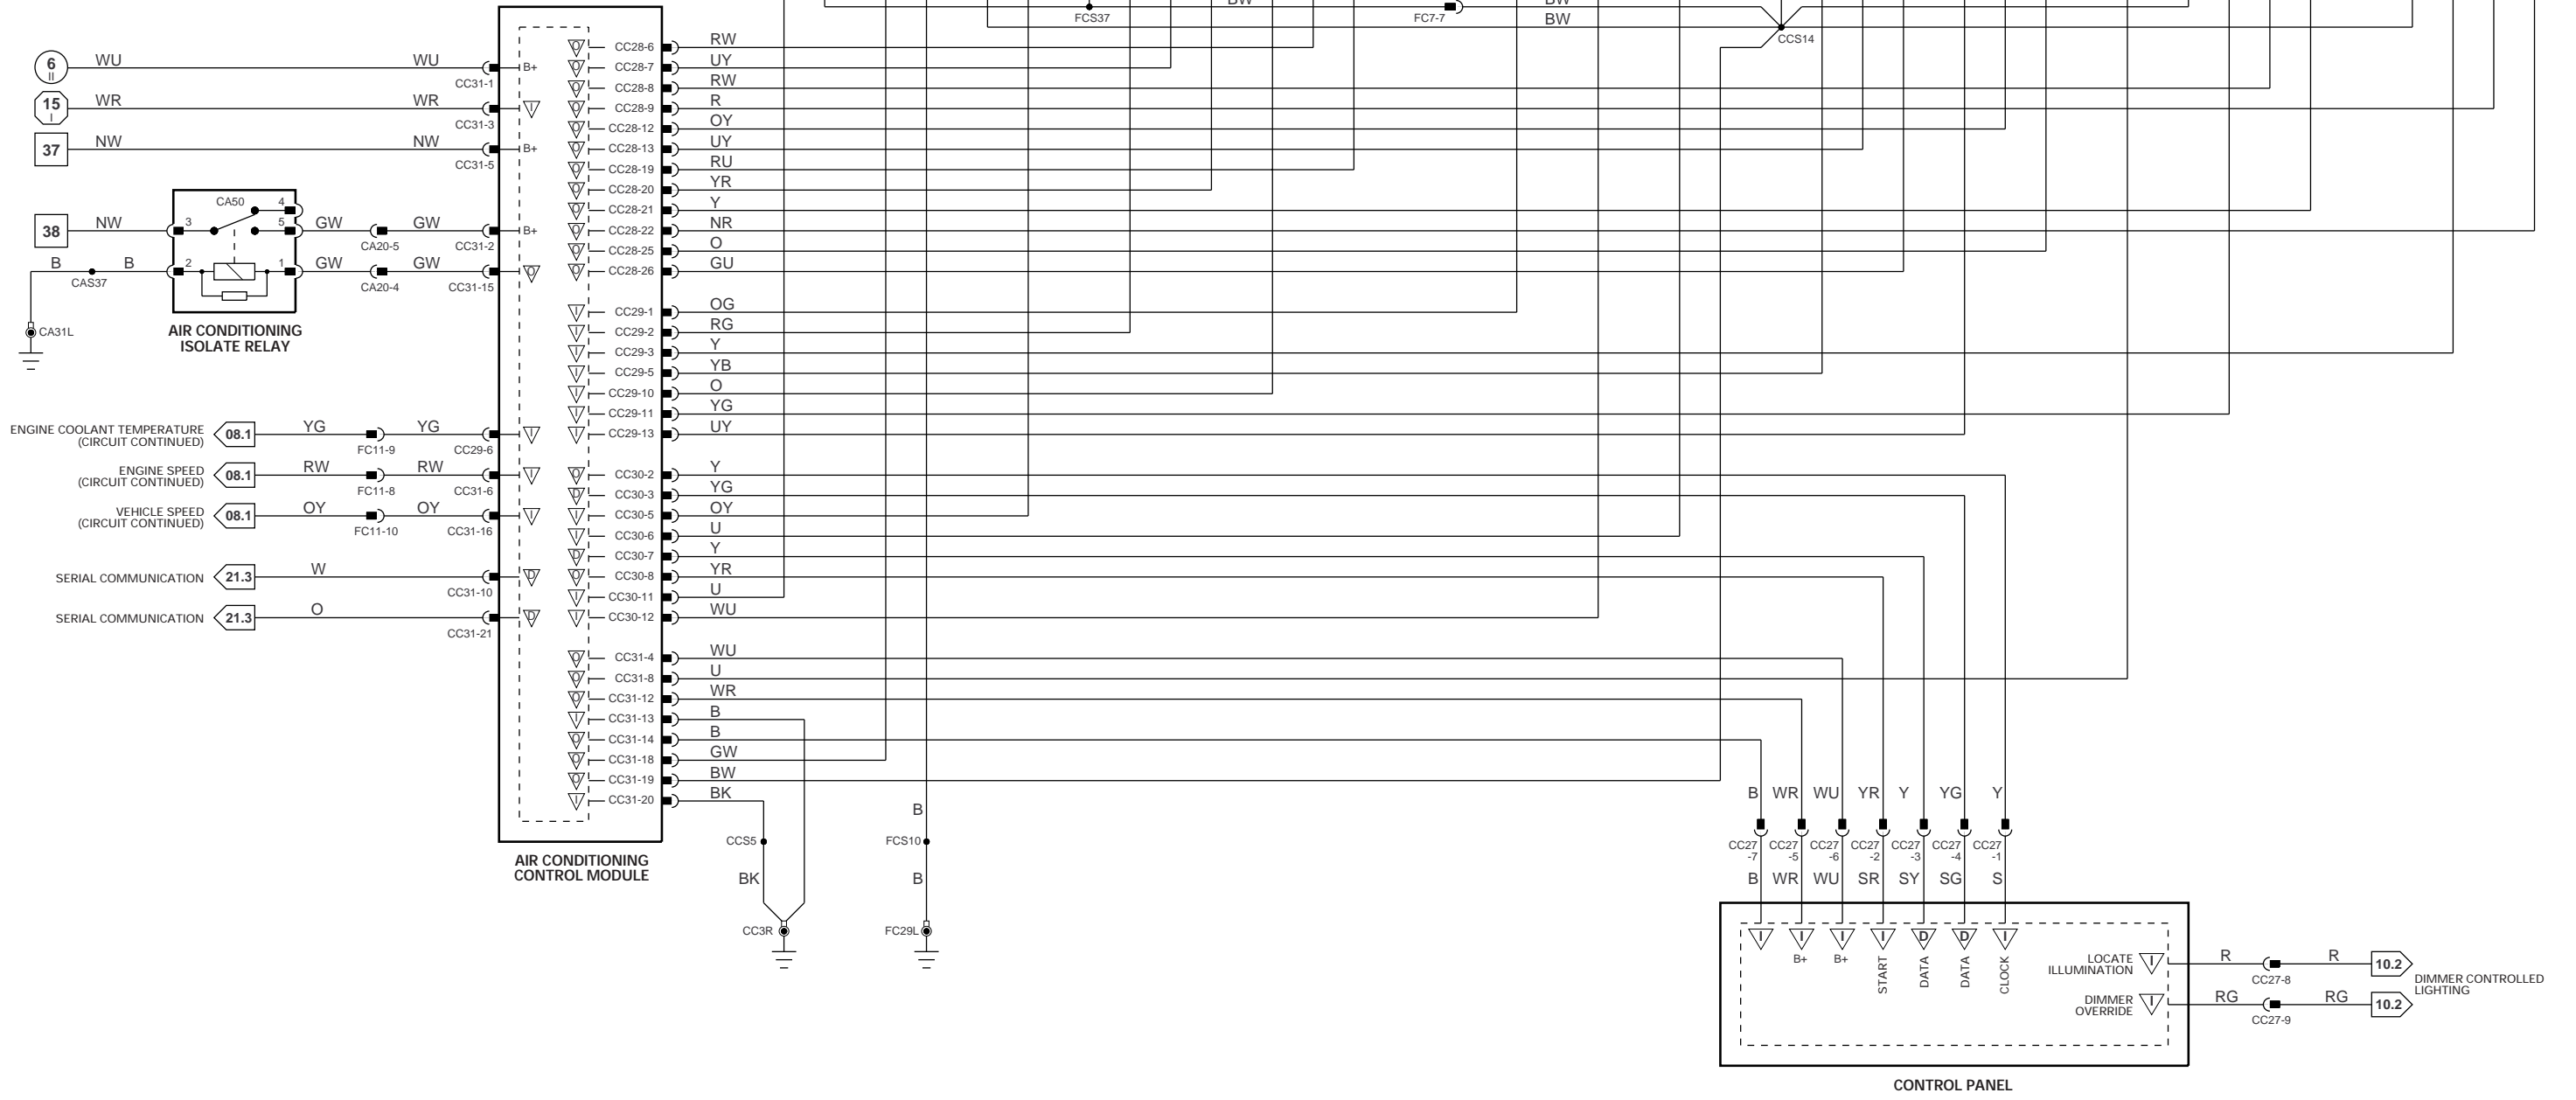 BW
BW
BW
FCS37
FC7-7
CCS14
6
II
WU
WU
CC31-1
B+
15
I
WR
WR
CC31-3
I
37
NW
NW
CC31-5
B+
38
NW
CA50
3
4
5
GW
GW
CA20-5
CC31-2
B+
B
B
CAS37
2
1
GW
GW
CA20-4
CC31-15
O
CA31L
AIR CONDITIONING
ISOLATE RELAY
ENGINE COOLANT TEMPERATURE
(CIRCUIT CONTINUED)
08.1
YG
YG
FC11-9
CC29-6
I
ENGINE SPEED
(CIRCUIT CONTINUED)
08.1
RW
RW
FC11-8
CC31-6
I
VEHICLE SPEED
(CIRCUIT CONTINUED)
08.1
OY
OY
FC11-10
CC31-16
I
SERIAL COMMUNICATION
21.3
W
CC31-10
D
SERIAL COMMUNICATION
21.3
O
CC31-21
D
O CC28-6 RW
O CC28-7 UY
O CC28-8 RW
O CC28-9 R
O CC28-12 OY
O CC28-13 UY
O CC28-19 RU
O CC28-20 YR
O CC28-21 Y
O CC28-22 NR
O CC28-25 O
O CC28-26 GU
I CC29-1 OG
I CC29-2 RG
I CC29-3 Y
I CC29-5 YB
I CC29-10 O
I CC29-11 YG
I CC29-13 UY
O CC30-2 Y
D CC30-3 YG
I CC30-5 OY
I CC30-6 U
D CC30-7 Y
O CC30-8 YR
I CC30-11 U
I CC30-12 WU
O CC31-4 WU
O CC31-8 U
O CC31-12 WR
I CC31-13 B
O CC31-14 B
O CC31-18 GW
O CC31-19 BW
I CC31-20 BK
AIR CONDITIONING
CONTROL MODULE
CCS5
BK
CC3R
B
FCS10
B
FC29L
B WR WU YR Y YG Y
CC27 CC27 CC27 CC27 CC27 CC27 CC27
-7 -5 -6 -2 -3 -4 -1
B WR WU SR SY SG S
I I I I D D I
B+ B+ START DATA DATA CLOCK
LOCATE
ILLUMINATION
I
R
CC27-8
R
10.2
DIMMER
OVERRIDE
I
RG
CC27-9
RG
10.2
DIMMER CONTROLLED
LIGHTING
CONTROL PANEL